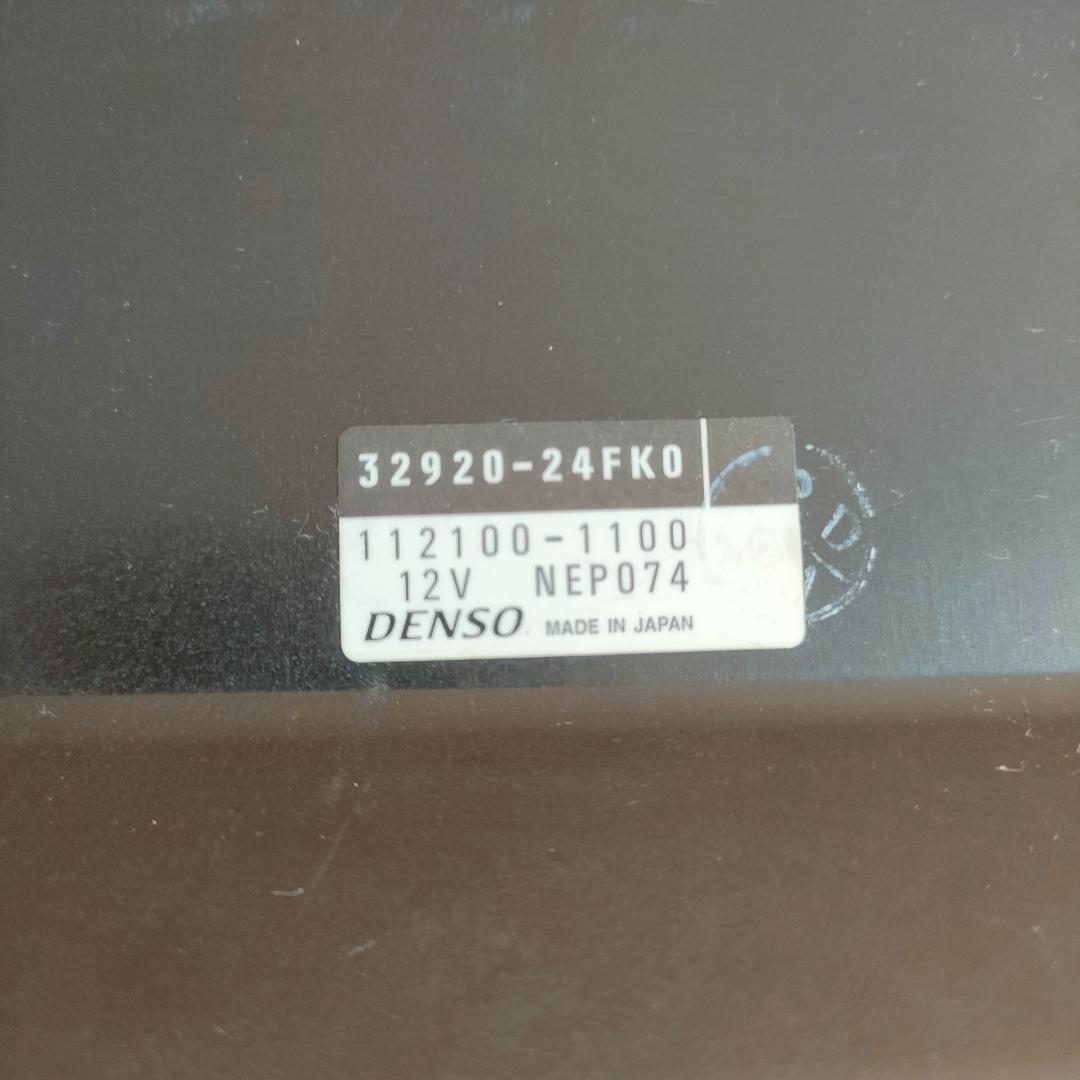 32920-24FK0
112100-1100
12V NEP074
DENSO. MADE IN JAPAN